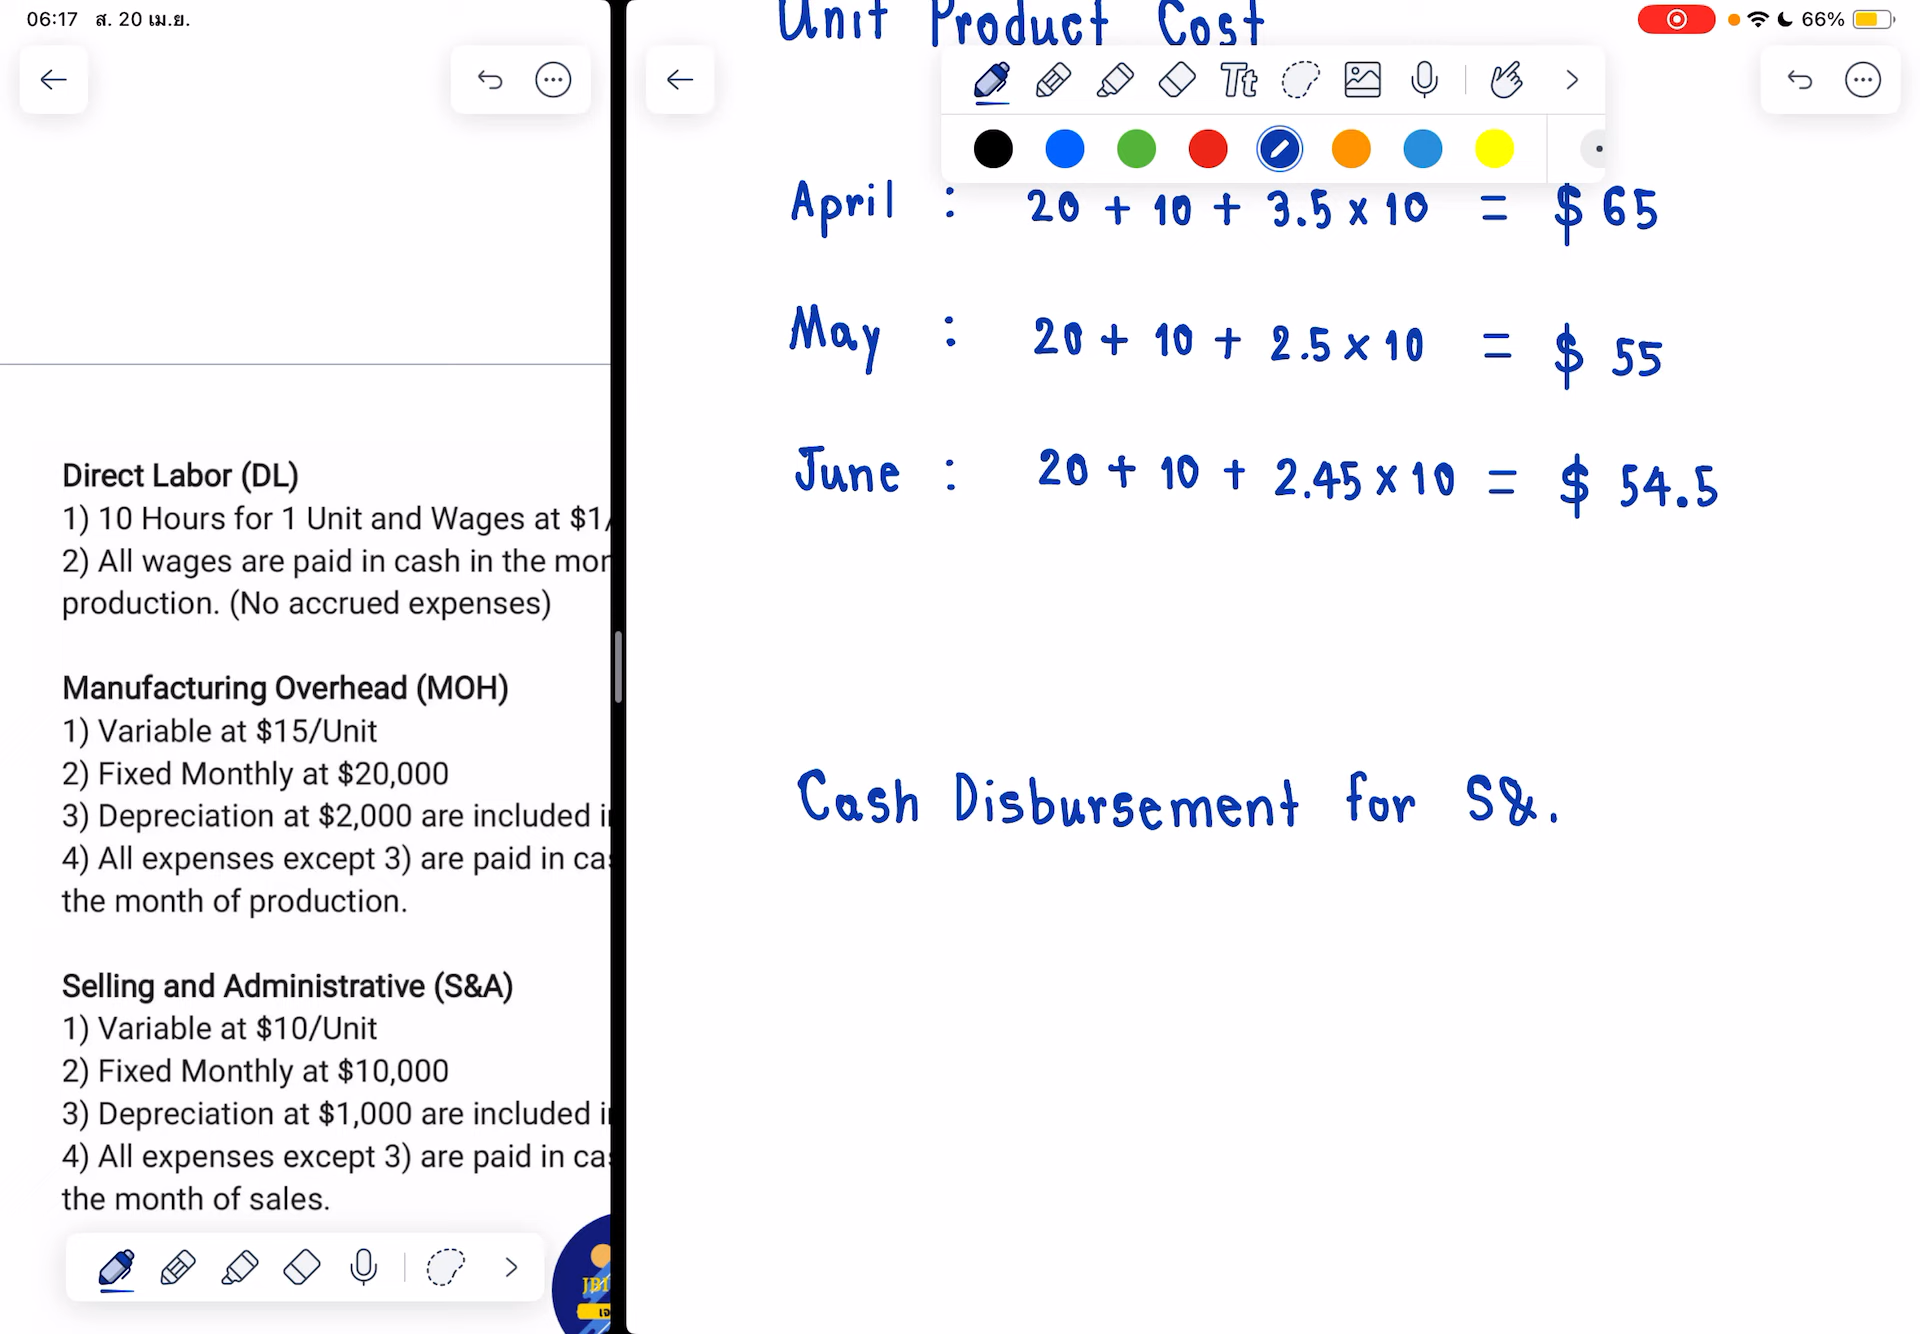 06:17 ส. 20 เม.ย.
66%
Direct Labor (DL)
1) 10 Hours for 1 Unit and Wages at $1/
2) All wages are paid in cash in the mon
production. (No accrued expenses)
Manufacturing Overhead (MOH)
1) Variable at $15/Unit
2) Fixed Monthly at $20,000
3) Depreciation at $2,000 are included i
4) All expenses except 3) are paid in ca
the month of production.
Selling and Administrative (S&A)
1) Variable at $10/Unit
2) Fixed Monthly at $10,000
3) Depreciation at $1,000 are included i
4) All expenses except 3) are paid in ca
the month of sales.
Unit Product Cost
Tt
April : 20 + 10 + 3.5 x 10 = $ 65
May : 20 + 10 + 2.5 x 10 = $ 55
June : 20 + 10 + 2.45 x 10 = $ 54.5
Cash Disbursement for S&.